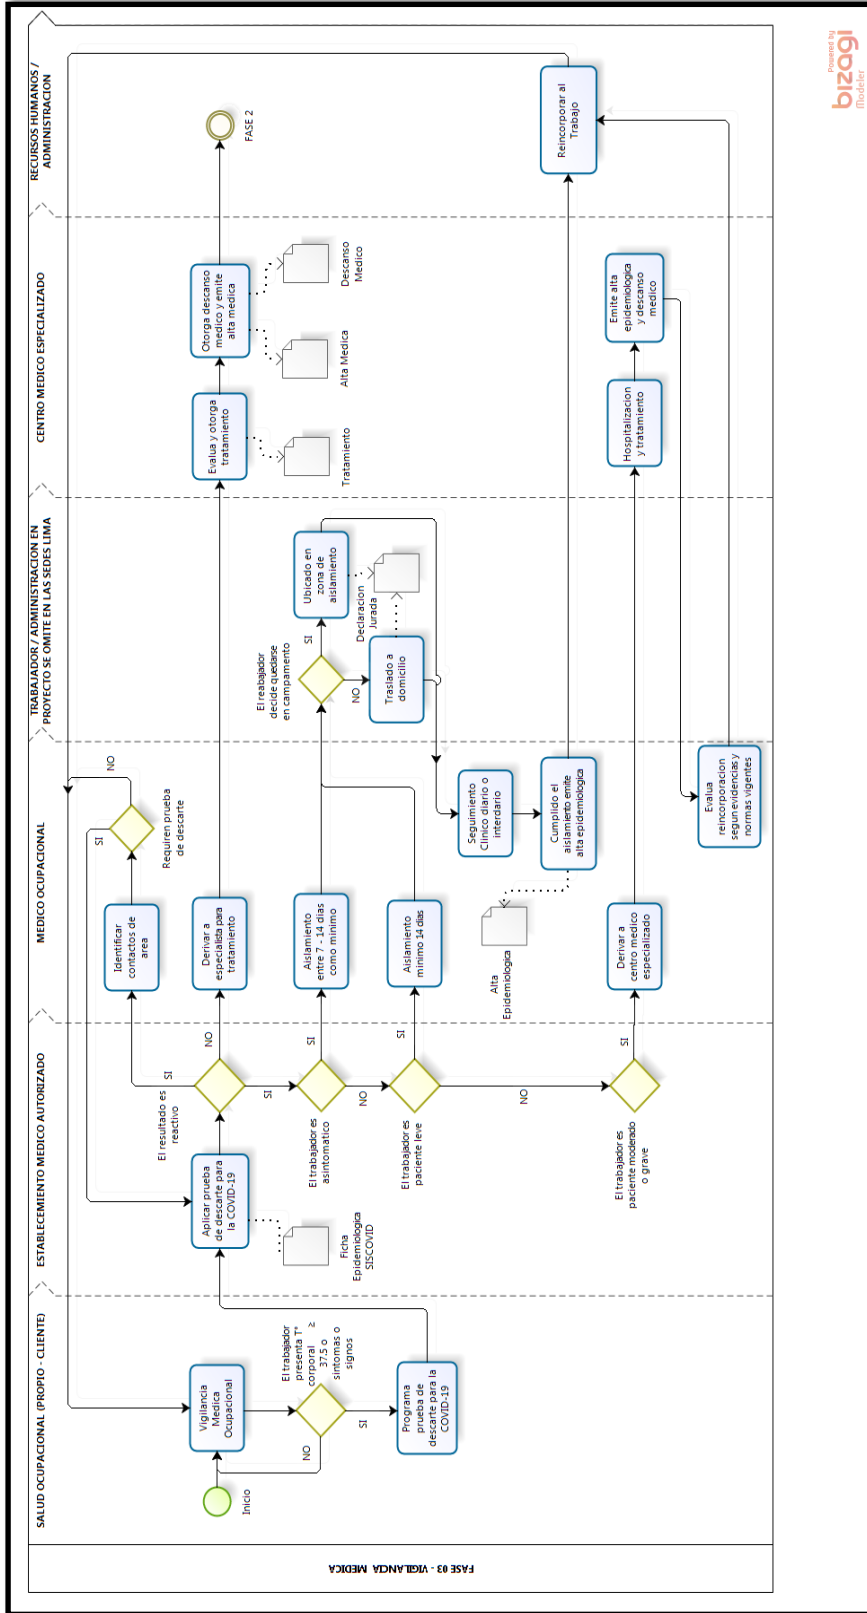 FASE 03 - VIGILANCIA MEDICA
SALUD OCUPACIONAL (PROPIO - CLIENTE)
ESTABLECEMIENTO MEDICO AUTORIZADO
MEDICO OCUPACIONAL
TRABAJADOR / ADMINISTRACION EN
PROYECTO SE OMITE EN LAS SEDES LIMA
CENTRO MEDICO ESPECIALIZADO
RECURSOS HUMANOS /
ADMINISTRACION
Inicio
Vigilancia
Medica
Ocupacional
NO
El trabajador
presenta T°
corporal ≥
37.5 o
sintomas o
signos
SI
Programa
prueba de
descarte para la
COVID-19
Aplicar prueba
de descarte para
la COVID-19
Ficha
Epidemiologica
SISCOVID
El resultado es
reactivo
SI
NO
SI
El trabajador es
asintomatico
SI
NO
El trabajador es
paciente leve
SI
NO
El trabajador es
paciente moderado
o grave
SI
Identificar
contactos de
area
Requieren prueba
de descarte
SI
NO
Derivar a
especialista para
tratamiento
Aislamiento
entre 7 - 14 dias
como minimo
Aislamiento
minimo 14 dias
Seguimiento
Clinico diario o
interdario
Cumplido el
aislamiento emite
alta epidemiologica
Alta
Epidemiologica
Derivar a
centro medico
especializado
Evalua
reincorporacion
segun evidencias y
normas vigentes
El reabajador
decide quedarse
en campamento
SI
NO
Ubicado en
zona de
aislamiento
Traslado a
domicilio
Declaracion
Jurada
Evalua y otorga
tratamiento
Tratamiento
Otorga descanso
medico y emite
alta medica
Alta Medica
Descanso
Medico
Hospitalizacion
y tratamiento
Emite alta
epidemiologica
y descanso
medico
FASE 2
Reincorporar al
Trabajo
Powered by
bizagi
Modeler